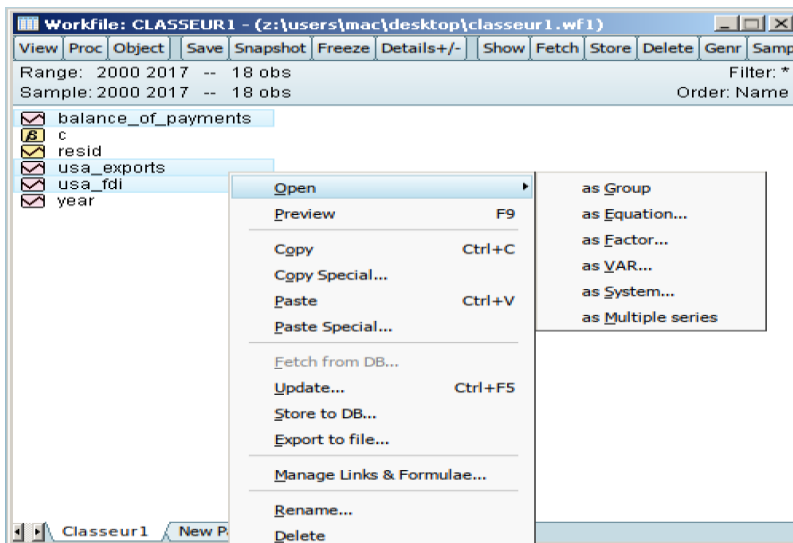 Workfile: CLASSEUR1 - (z:\users\mac\desktop\classeur1.wf1)
View Proc Object Save Snapshot Freeze Details+/- Show Fetch Store Delete Genr Samp
Range: 2000 2017 -- 18 obs
Filter: *
Sample: 2000 2017 -- 18 obs
Order: Name
balance_of_payments
β c
resid
usa_exports
usa_fdi
year
Open
Preview F9
Copy Ctrl+C
Copy Special...
Paste Ctrl+V
Paste Special...
Fetch from DB...
Update... Ctrl+F5
Store to DB...
Export to file...
Manage Links & Formulae...
Rename...
Delete
as Group
as Equation...
as Factor...
as VAR...
as System...
as Multiple series
Classeur1 New P